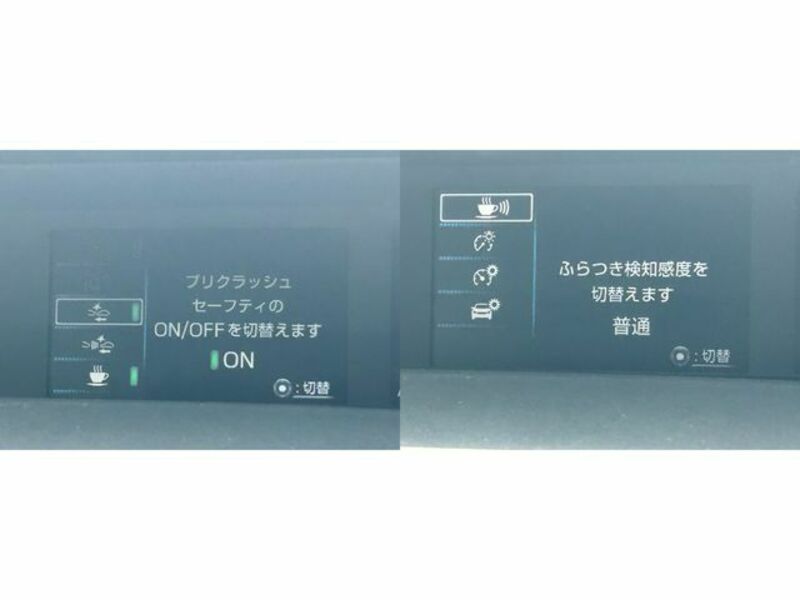 プリクラッシュ
セーフティの
ON/OFFを切替えます
ON
:切替
ふらつき検知感度を
切替えます
普通
:切替